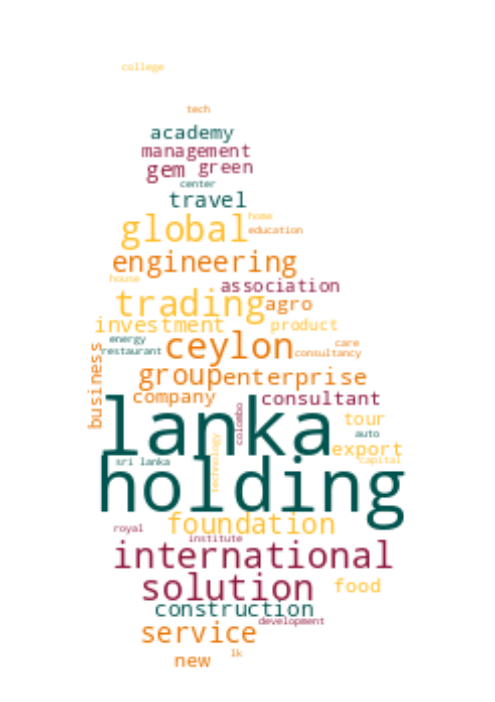 college
tech
academy
management
gem green
center
travel
home
global education
engineering
house
association
trading agro
investment product
energy care
restaurant ceylon consultancy
business
group enterprise
company consultant
lanka
colombo
tour
auto
export
sri lanka capital
technology
holding
foundation
royal
institute
international
solution food
construction
development
service
lk
new